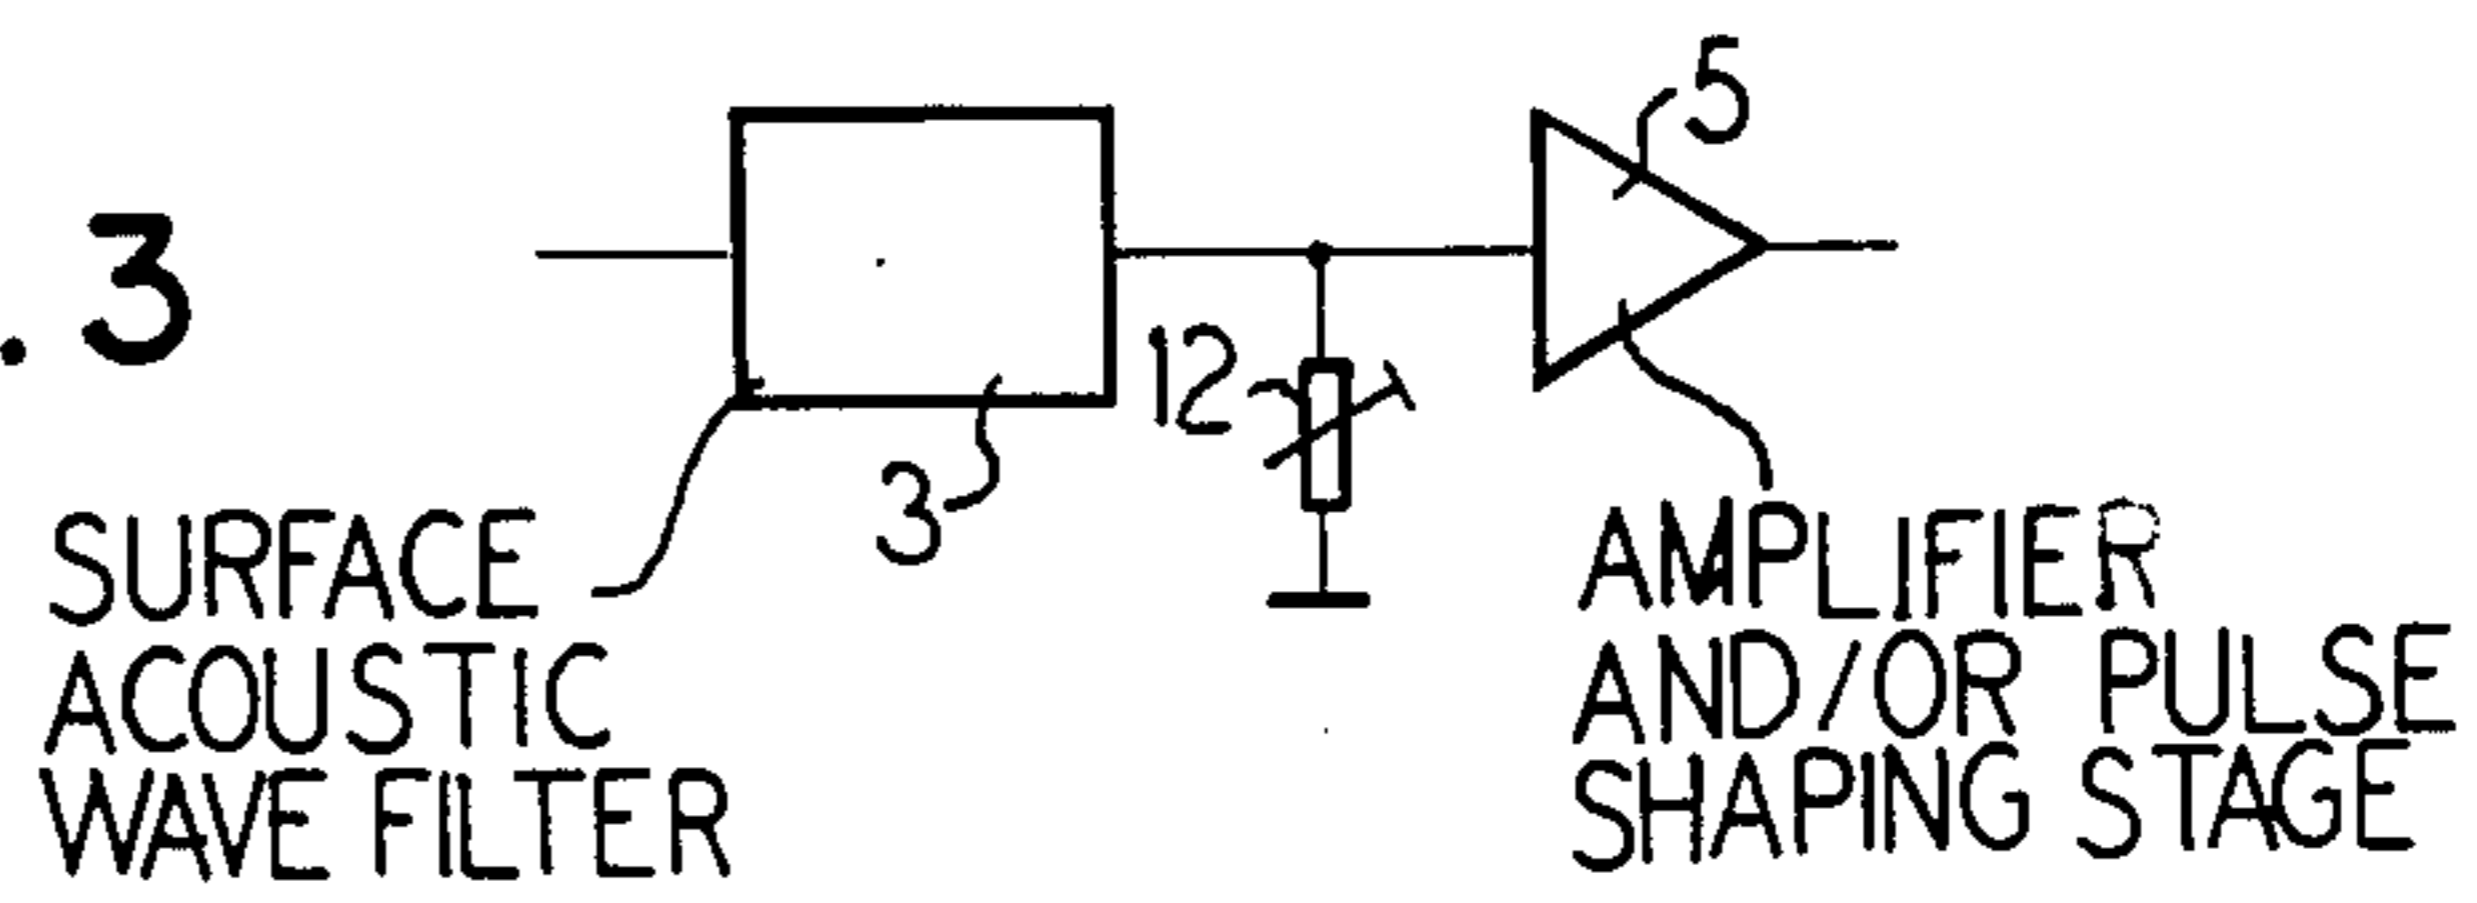 . 3
5
12
3
SURFACE
ACOUSTIC
WAVE FILTER
AMPLIFIER
AND/OR PULSE
SHAPING STAGE